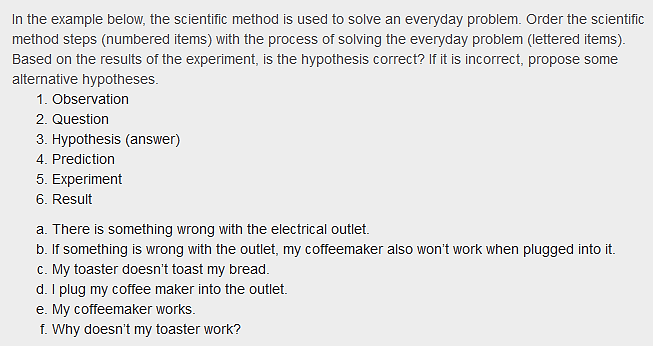 In the example below, the scientific method is used to solve an everyday problem. Order the scientific
method steps (numbered items) with the process of solving the everyday problem (lettered items).
Based on the results of the experiment, is the hypothesis correct? If it is incorrect, propose some
alternative hypotheses.
1. Observation
2. Question
3. Hypothesis (answer)
4. Prediction
5. Experiment
6. Result
a. There is something wrong with the electrical outlet.
b. If something is wrong with the outlet, my coffeemaker also won't work when plugged into it.
c. My toaster doesn't toast my bread.
d. I plug my coffee maker into the outlet.
e. My coffeemaker works.
f. Why doesn't my toaster work?